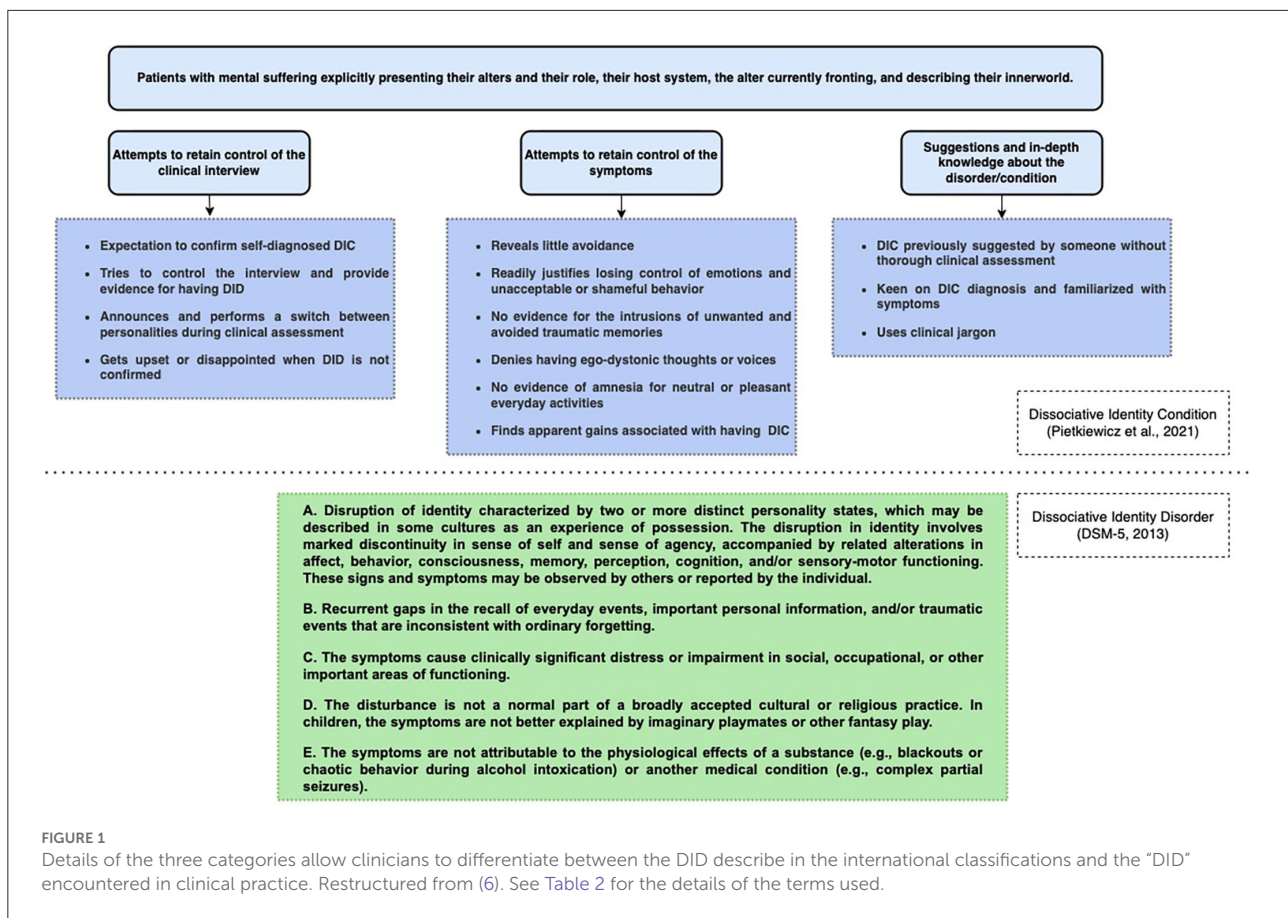 Patients with mental suffering explicitly presenting their alters and their role, their host system, the alter currently fronting, and describing their innerworld.
Attempts to retain control of the
clinical interview
• Expectation to confirm self-diagnosed DIC
• Tries to control the interview and provide
evidence for having DID
• Announces and performs a switch between
personalities during clinical assessment
• Gets upset or disappointed when DID is not
confirmed
Attempts to retain control of the
symptoms
• Reveals little avoidance
• Readily justifies losing control of emotions and
unacceptable or shameful behavior
• No evidence for the intrusions of unwanted and
avoided traumatic memories
• Denies having ego-dystonic thoughts or voices
• No evidence of amnesia for neutral or pleasant
everyday activities
• Finds apparent gains associated with having DIC
Suggestions and in-depth
knowledge about the
disorder/condition
• DIC previously suggested by someone without
thorough clinical assessment
• Keen on DIC diagnosis and familiarized with
symptoms
• Uses clinical jargon
Dissociative Identity Condition
(Pietkiewicz et al., 2021)
A. Disruption of identity characterized by two or more distinct personality states, which may be
described in some cultures as an experience of possession. The disruption in identity involves
marked discontinuity in sense of self and sense of agency, accompanied by related alterations in
affect, behavior, consciousness, memory, perception, cognition, and/or sensory-motor functioning.
These signs and symptoms may be observed by others or reported by the individual.
B. Recurrent gaps in the recall of everyday events, important personal information, and/or traumatic
events that are inconsistent with ordinary forgetting.
C. The symptoms cause clinically significant distress or impairment in social, occupational, or other
important areas of functioning.
D. The disturbance is not a normal part of a broadly accepted cultural or religious practice. In
children, the symptoms are not better explained by imaginary playmates or other fantasy play.
E. The symptoms are not attributable to the physiological effects of a substance (e.g., blackouts or
chaotic behavior during alcohol intoxication) or another medical condition (e.g., complex partial
seizures).
Dissociative Identity Disorder
(DSM-5, 2013)
FIGURE 1
Details of the three categories allow clinicians to differentiate between the DID describe in the international classifications and the “DID”
encountered in clinical practice. Restructured from (6). See Table 2 for the details of the terms used.